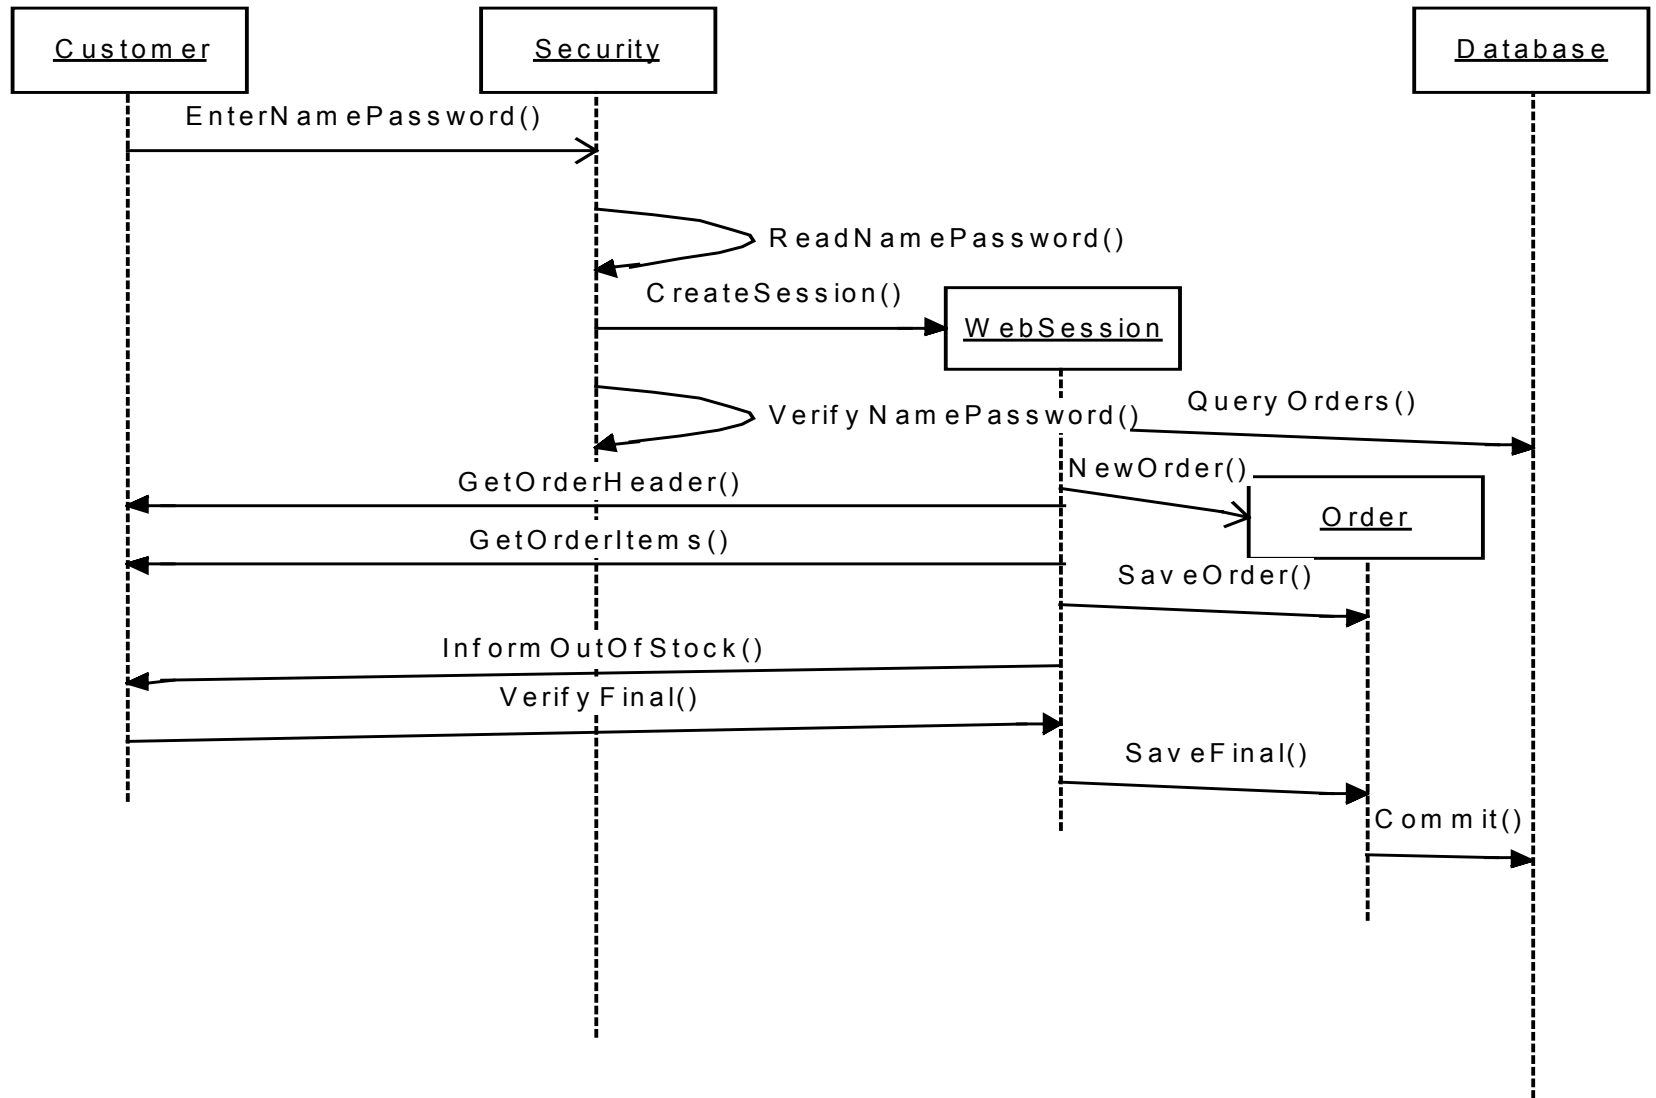 Customer
Security
Database
EnterNamePassword()
ReadNamePassword()
CreateSession()
WebSession
QueryOrders()
VerifyNamePassword()
NewOrder()
GetOrderHeader()
Order
GetOrderItems()
SaveOrder()
InformOutOfStock()
VerifyFinal()
SaveFinal()
Commit()